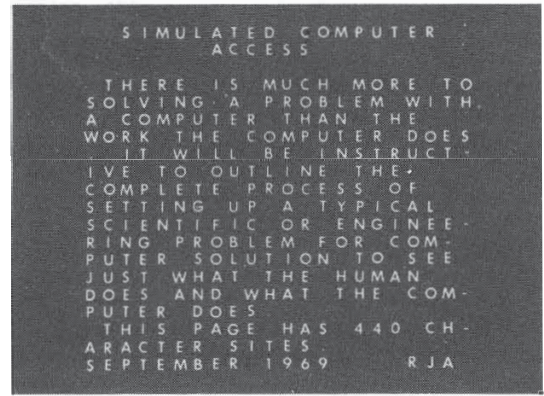 SIMULATED COMPUTER
ACCESS
THERE IS MUCH MORE TO
SOLVING A PROBLEM WITH
A COMPUTER THAN THE
WORK THE COMPUTER DOES
. IT WILL BE INSTRUCT-
IVE TO OUTLINE THE
COMPLETE PROCESS OF
SETTING UP A TYPICAL
SCIENTIFIC OR ENGINEE-
RING PROBLEM FOR COM-
PUTER SOLUTION TO SEE
JUST WHAT THE HUMAN
DOES AND WHAT THE COM-
PUTER DOES
THIS PAGE HAS 440 CH-
ARACTER SITES.
SEPTEMBER 1969 RJA